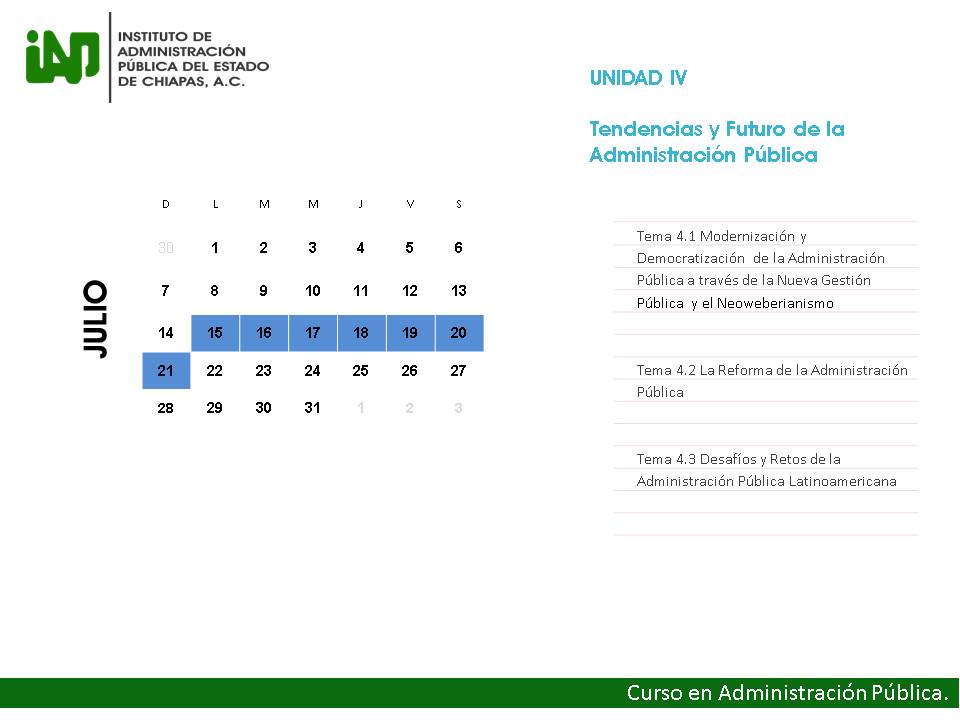 iAP
INSTITUTO DE
ADMINISTRACIÓN
PÚBLICA DEL ESTADO
DE CHIAPAS, A.C.
UNIDAD IV
Tendencias y Futuro de la
Administración Pública
JULIO
D L M M J V S
30 1 2 3 4 5 6
7 8 9 10 11 12 13
14 15 16 17 18 19 20
21 22 23 24 25 26 27
28 29 30 31 1 2 3
Tema 4.1 Modernización y
Democratización de la Administración
Pública a través de la Nueva Gestión
Pública y el Neoweberianismo
Tema 4.2 La Reforma de la Administración
Pública
Tema 4.3 Desafíos y Retos de la
Administración Pública Latinoamericana
Curso en Administración Pública.